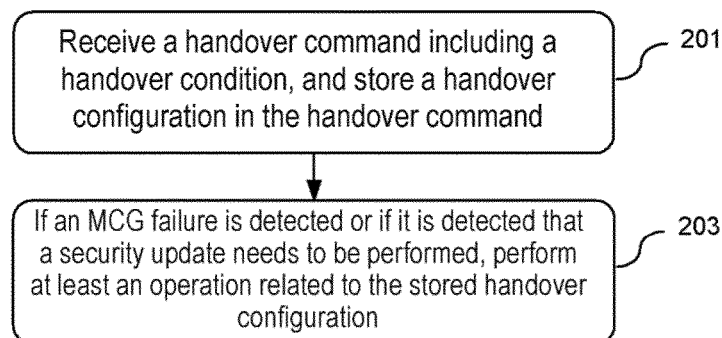 Receive a handover command including a
handover condition, and store a handover
configuration in the handover command
201
If an MCG failure is detected or if it is detected that
a security update needs to be performed, perform
at least an operation related to the stored handover
configuration
203